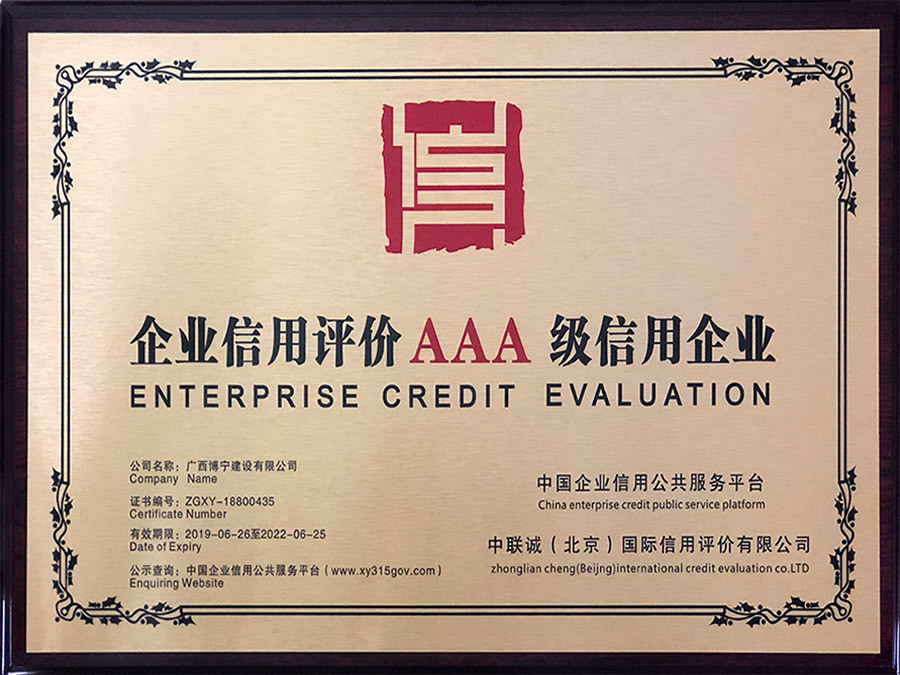 信
企业信用评价AAA级信用企业
ENTERPRISE CREDIT EVALUATION
公司名称：广西博宁建设有限公司
Company Name
证书编号：ZGXY-18800435
Certificate Number
有效期限：2019-06-26至2022-06-25
Date of Expiry
公示查询：中国企业信用公共服务平台（www.xy315gov.com）
Enquiring Website
中国企业信用公共服务平台
China enterprise credit public service platform
中联诚（北京）国际信用评价有限公司
zhonglian cheng(Beijng)international credit evaluation co.LTD